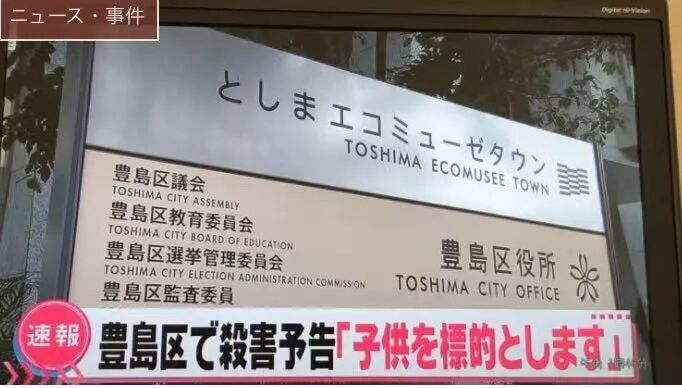 ニュース・事件
Digital Hi-Vision
としまエコミューゼタウン
TOSHIMA ECOMUSEE TOWN
豊島区議会
TOSHIMA CITY ASSEMBLY
豊島区教育委員会
TOSHIMA CITY BOARD OF EDUCATION
豊島区選挙管理委員会
TOSHIMA CITY ELECTION ADMINISTRATION COMMISSION
豊島区監査委員
豊島区役所
TOSHIMA CITY OFFICE
速報
豊島区で殺害予告「子供を標的とします」